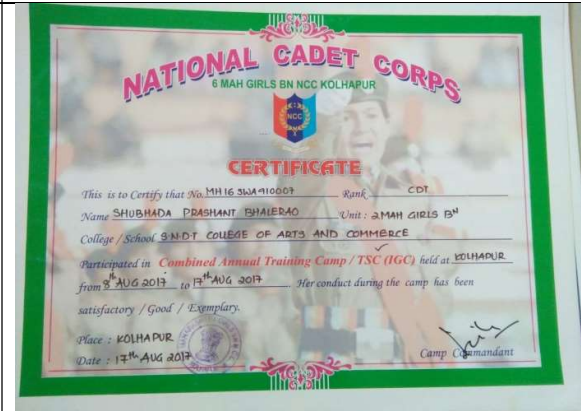 NATIONAL CADET CORPS
6 MAH GIRLS BN NCC KOLHAPUR
NCC
CERTIFICATE
This is to Certify that No. MH16SWA910007 Rank CDT
Name SHUBHADA PRASHANT BHALERAO Unit : 2MAH GIRLS BN
College / School S.N.D.T COLLEGE OF ARTS AND COMMERCE
Participated in Combined Annual Training Camp / TSC (IGC) held at KOLHAPUR
from 8th AUG 2017 to 17th AUG 2017. Her conduct during the camp has been
satisfactory / Good / Exemplary.
Place : KOLHAPUR
Date : 17th AUG 2017
Camp Commandant